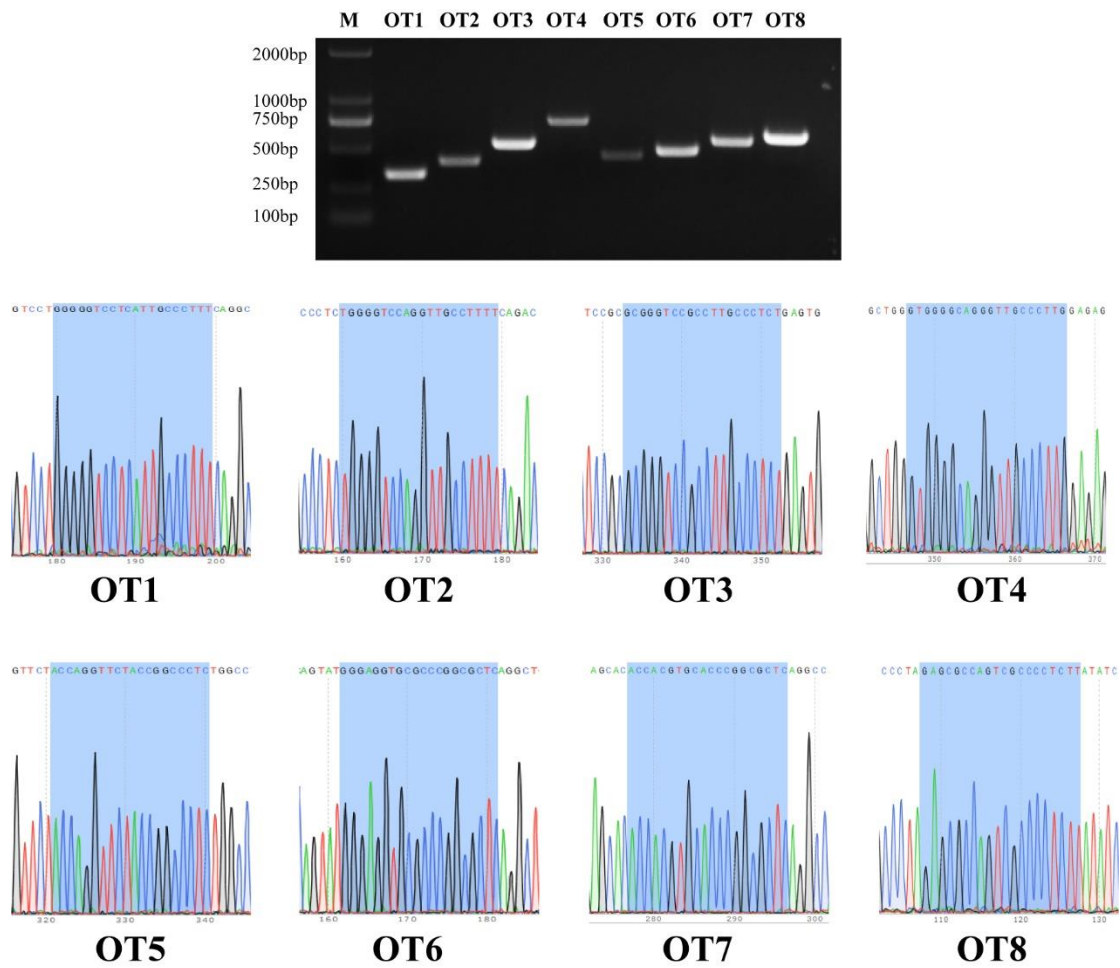 M OT1 OT2 OT3 OT4 OT5 OT6 OT7 OT8
2000bp
1000bp
750bp
500bp
250bp
100bp
GTCCTGGGGGTCCTCATTGCCCTTTCAGGC
180 190 200
OT1
CCCTCTGGGGTCCAGGTTGCCTTTTCAGAC
160 170 180
OT2
TCCGCGCGGGTCCGCCTTGCCCTCTGAGTG
330 340 350
OT3
GCTGGGTGGGGCAGGGTTGCCCTTGGAGAG
350 360 370
OT4
GTTCTACCAGGTTCTACCGGCCCTCTGGCC
320 330 340
OT5
AGTATGGGAGGTGCGCCCGGCGCTCAGGCT
160 170 180
OT6
AGCACACCACGTGCACCCGGCGCTCAGGCC
280 290 300
OT7
CCCTAGAGCGCCAGTCGCCCCTCTTATATC
110 120 130
OT8